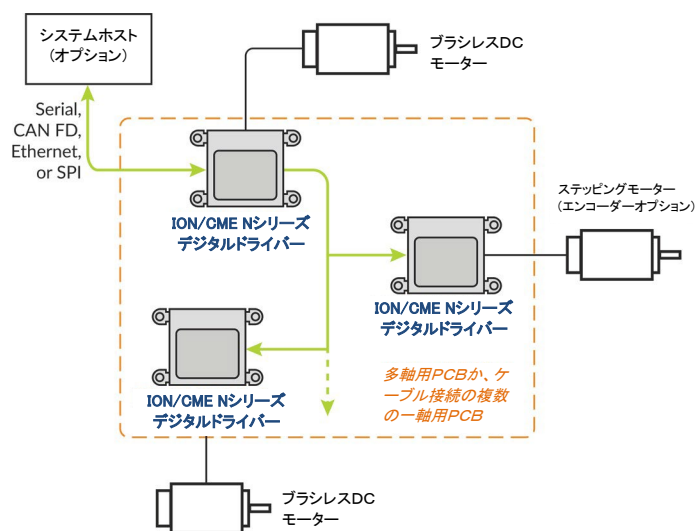 システムホスト
(オプション)
ブラシレスDC
モーター
Serial,
CAN FD,
Ethernet,
or SPI
ION/CME Nシリーズ
デジタルドライバー
ステッピングモーター
(エンコーダーオプション)
ION/CME Nシリーズ
デジタルドライバー
多軸用PCBか、ケ
ーブル接続の複数
の一軸用PCB
ION/CME Nシリーズ
デジタルドライバー
ブラシレスDC
モーター